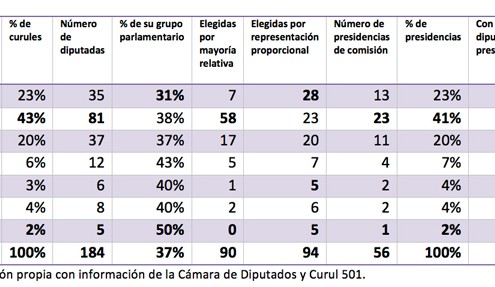 % de curules Número de diputadas % de su grupo parlamentario Elegidas por mayoría relativa Elegidas por representación proporcional Número de presidencias de comisión % de presidencias Con dipu pres
23% 35 31% 7 28 13 23%
43% 81 38% 58 23 23 41%
20% 37 37% 17 20 11 20%
6% 12 43% 5 7 4 7%
3% 6 40% 1 5 2 4%
4% 8 40% 2 6 2 4%
2% 5 50% 0 5 1 2%
100% 184 37% 90 94 56 100%
ón propia con información de la Cámara de Diputados y Curul 501.